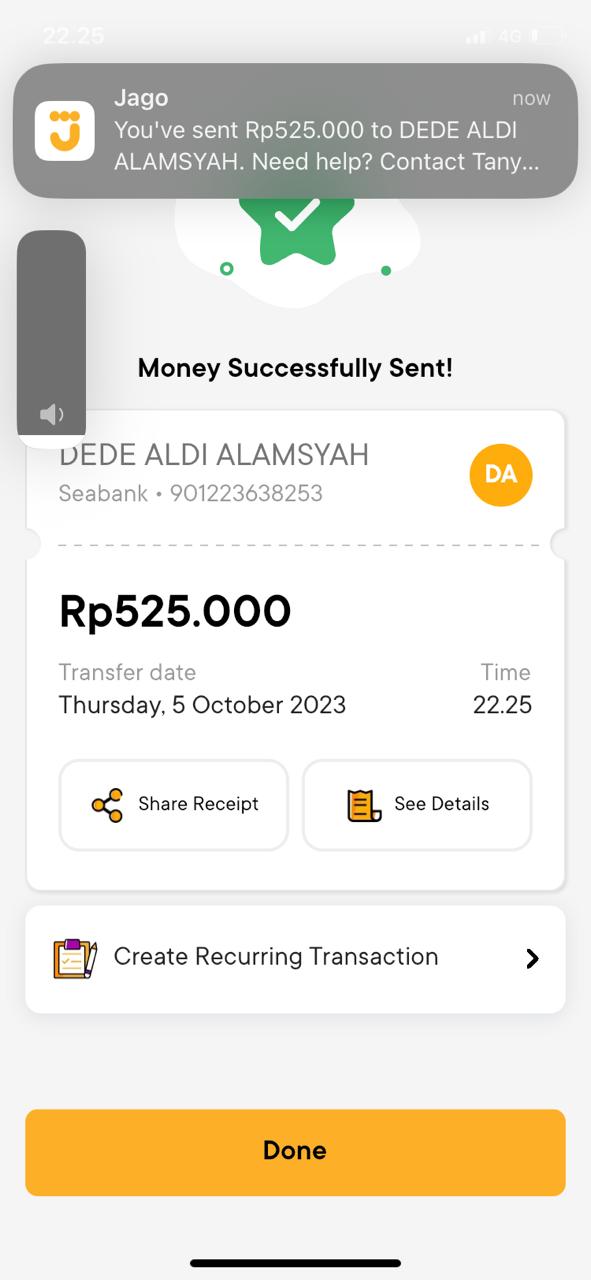 22.25
4G
Jago
now
You've sent Rp525.000 to DEDE ALDI
ALAMSYAH. Need help? Contact Tany...
Money Successfully Sent!
DEDE ALDI ALAMSYAH
DA
Seabank • 901223638253
Rp525.000
Transfer date
Time
Thursday, 5 October 2023
22.25
Share Receipt
See Details
Create Recurring Transaction
Done